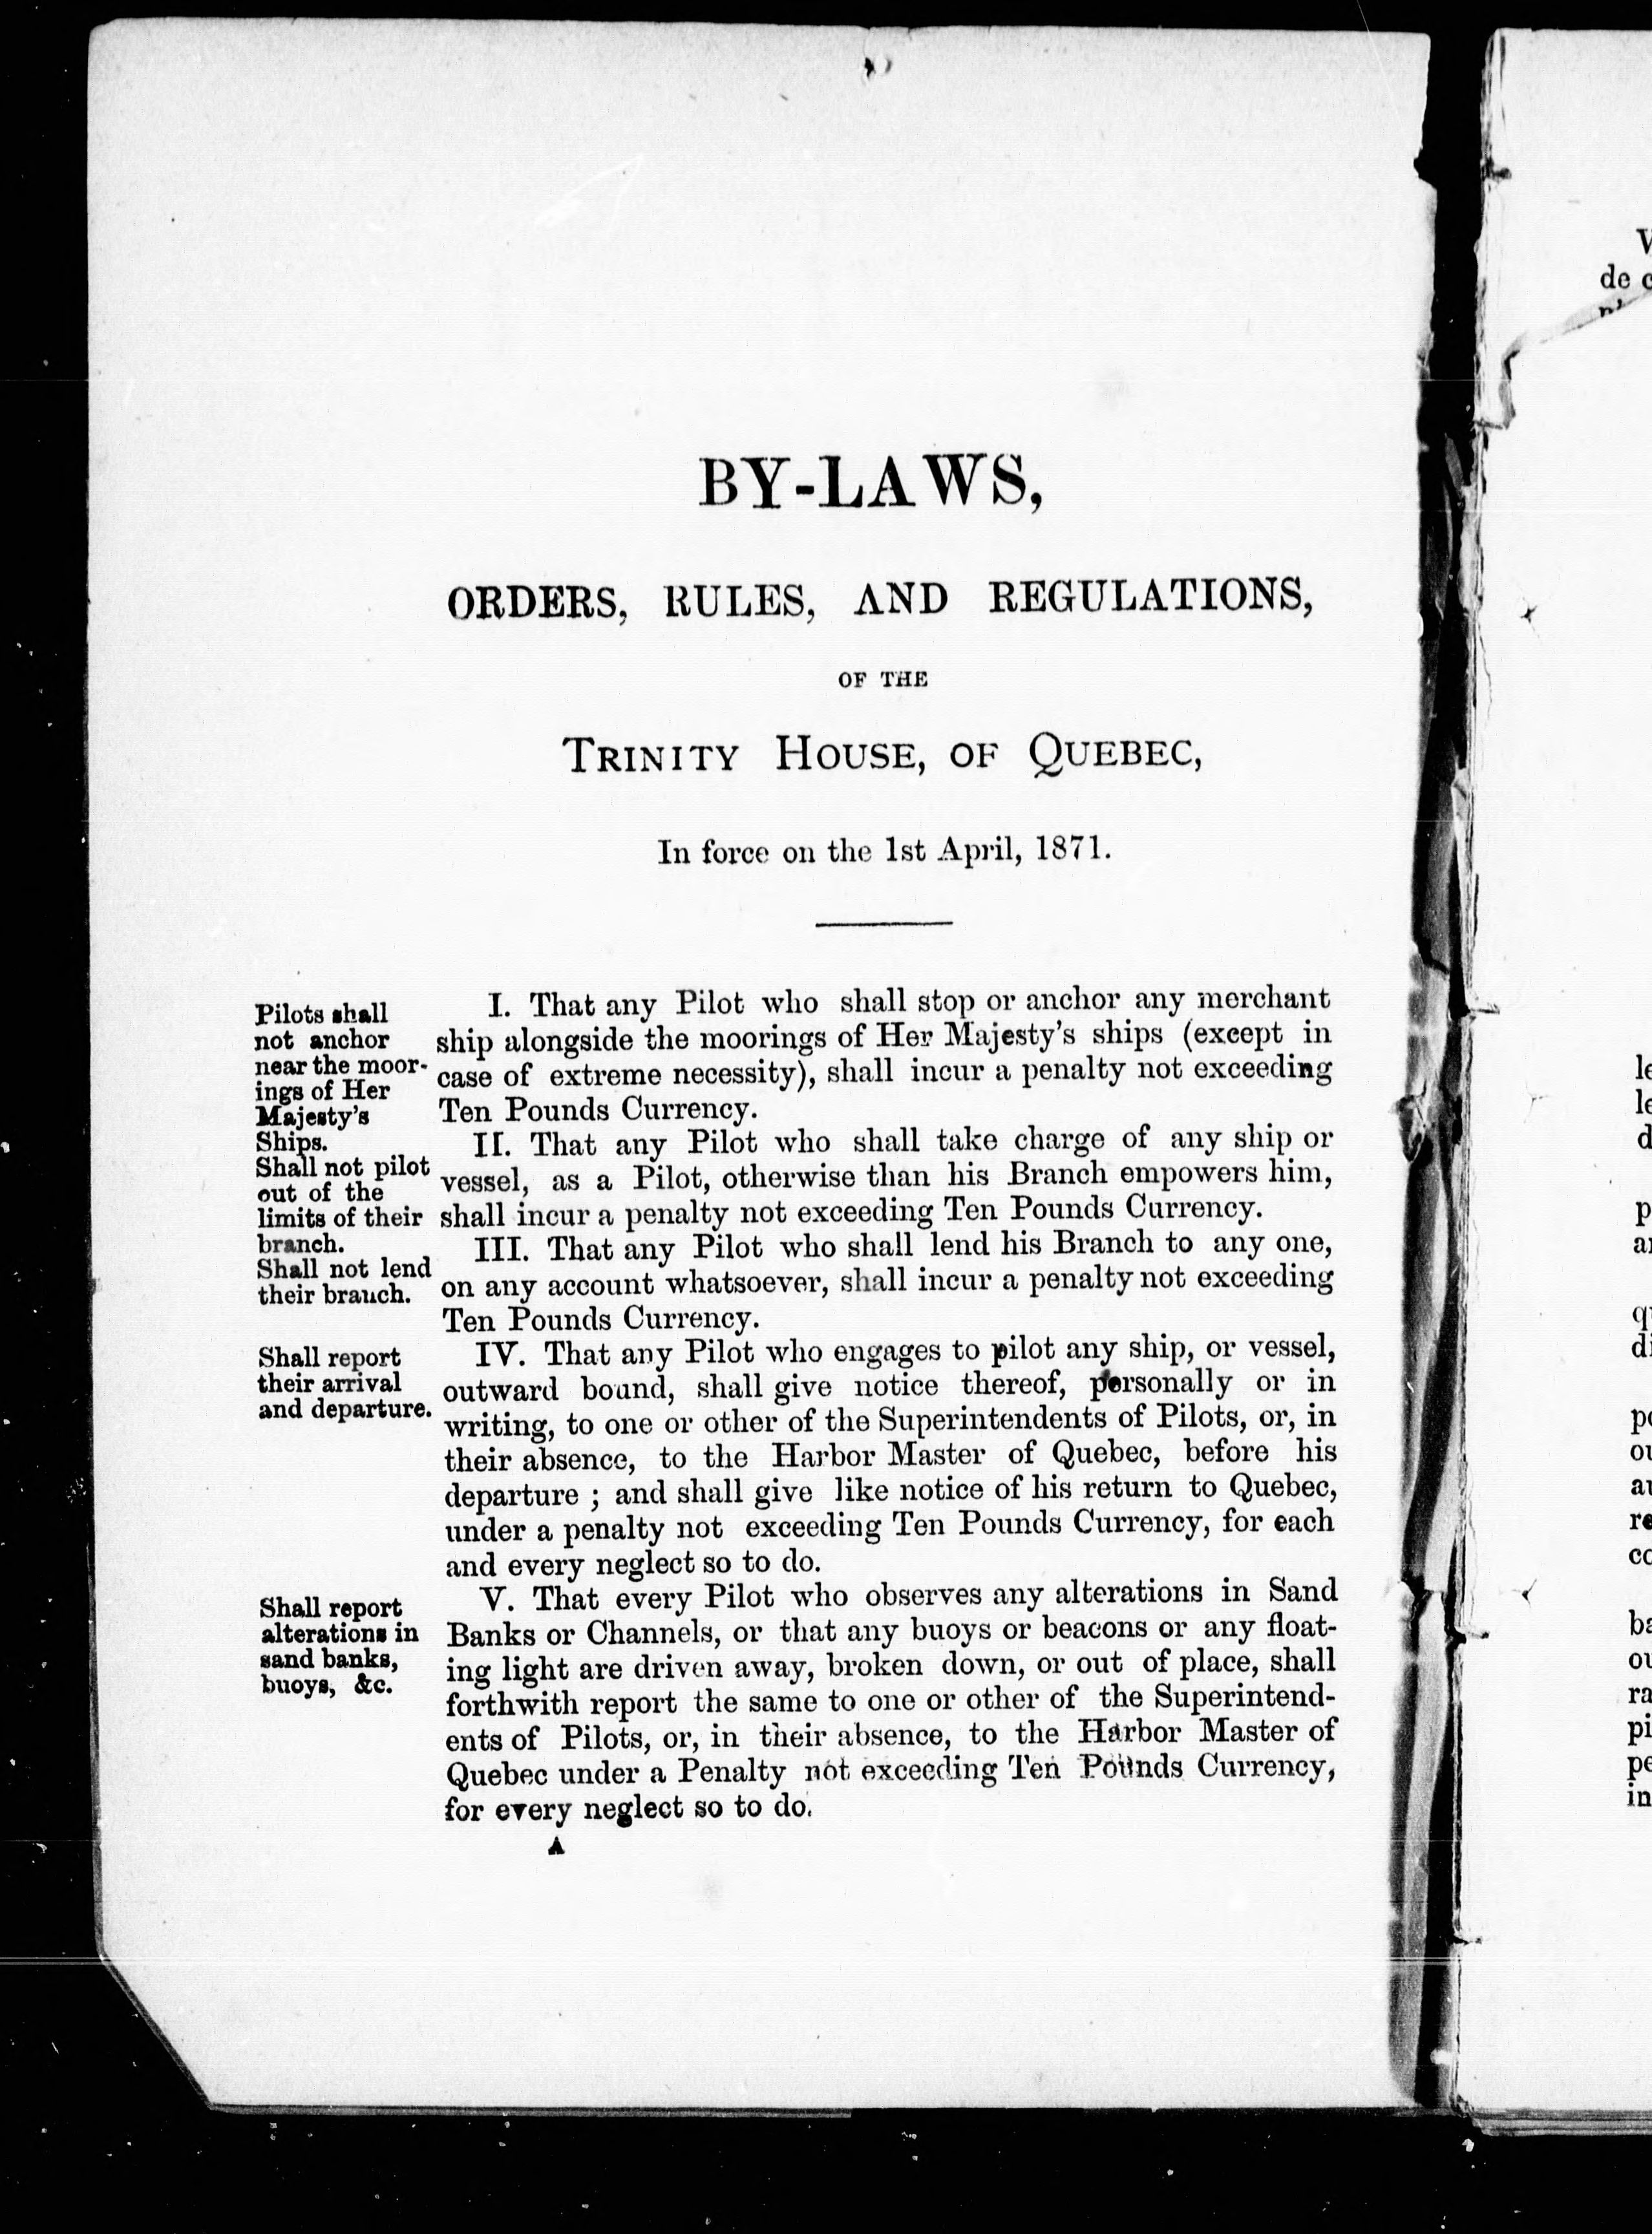 BY-LAWS,
ORDERS, RULES, AND REGULATIONS,
OF THE
TRINITY HOUSE, OF QUEBEC,
In force on the 1st April, 1871.
Pilots shall
not anchor
near the moor-
ings of Her
Majesty's
Ships.
I. That any Pilot who shall stop or anchor any merchant
ship alongside the moorings of Her Majesty's ships (except in
case of extreme necessity), shall incur a penalty not exceeding
Ten Pounds Currency.
Shall not pilot
out of the
limits of their
branch.
II. That any Pilot who shall take charge of any ship or
vessel, as a Pilot, otherwise than his Branch empowers him,
shall incur a penalty not exceeding Ten Pounds Currency.
Shall not lend
their branch.
III. That any Pilot who shall lend his Branch to any one,
on any account whatsoever, shall incur a penalty not exceeding
Ten Pounds Currency.
Shall report
their arrival
and departure.
IV. That any Pilot who engages to pilot any ship, or vessel,
outward bound, shall give notice thereof, personally or in
writing, to one or other of the Superintendents of Pilots, or, in
their absence, to the Harbor Master of Quebec, before his
departure ; and shall give like notice of his return to Quebec,
under a penalty not exceeding Ten Pounds Currency, for each
and every neglect so to do.
Shall report
alterations in
sand banks,
buoys, &c.
V. That every Pilot who observes any alterations in Sand
Banks or Channels, or that any buoys or beacons or any float-
ing light are driven away, broken down, or out of place, shall
forthwith report the same to one or other of the Superintend-
ents of Pilots, or, in their absence, to the Harbor Master of
Quebec under a Penalty not exceeding Ten Pounds Currency,
for every neglect so to do.
A
de